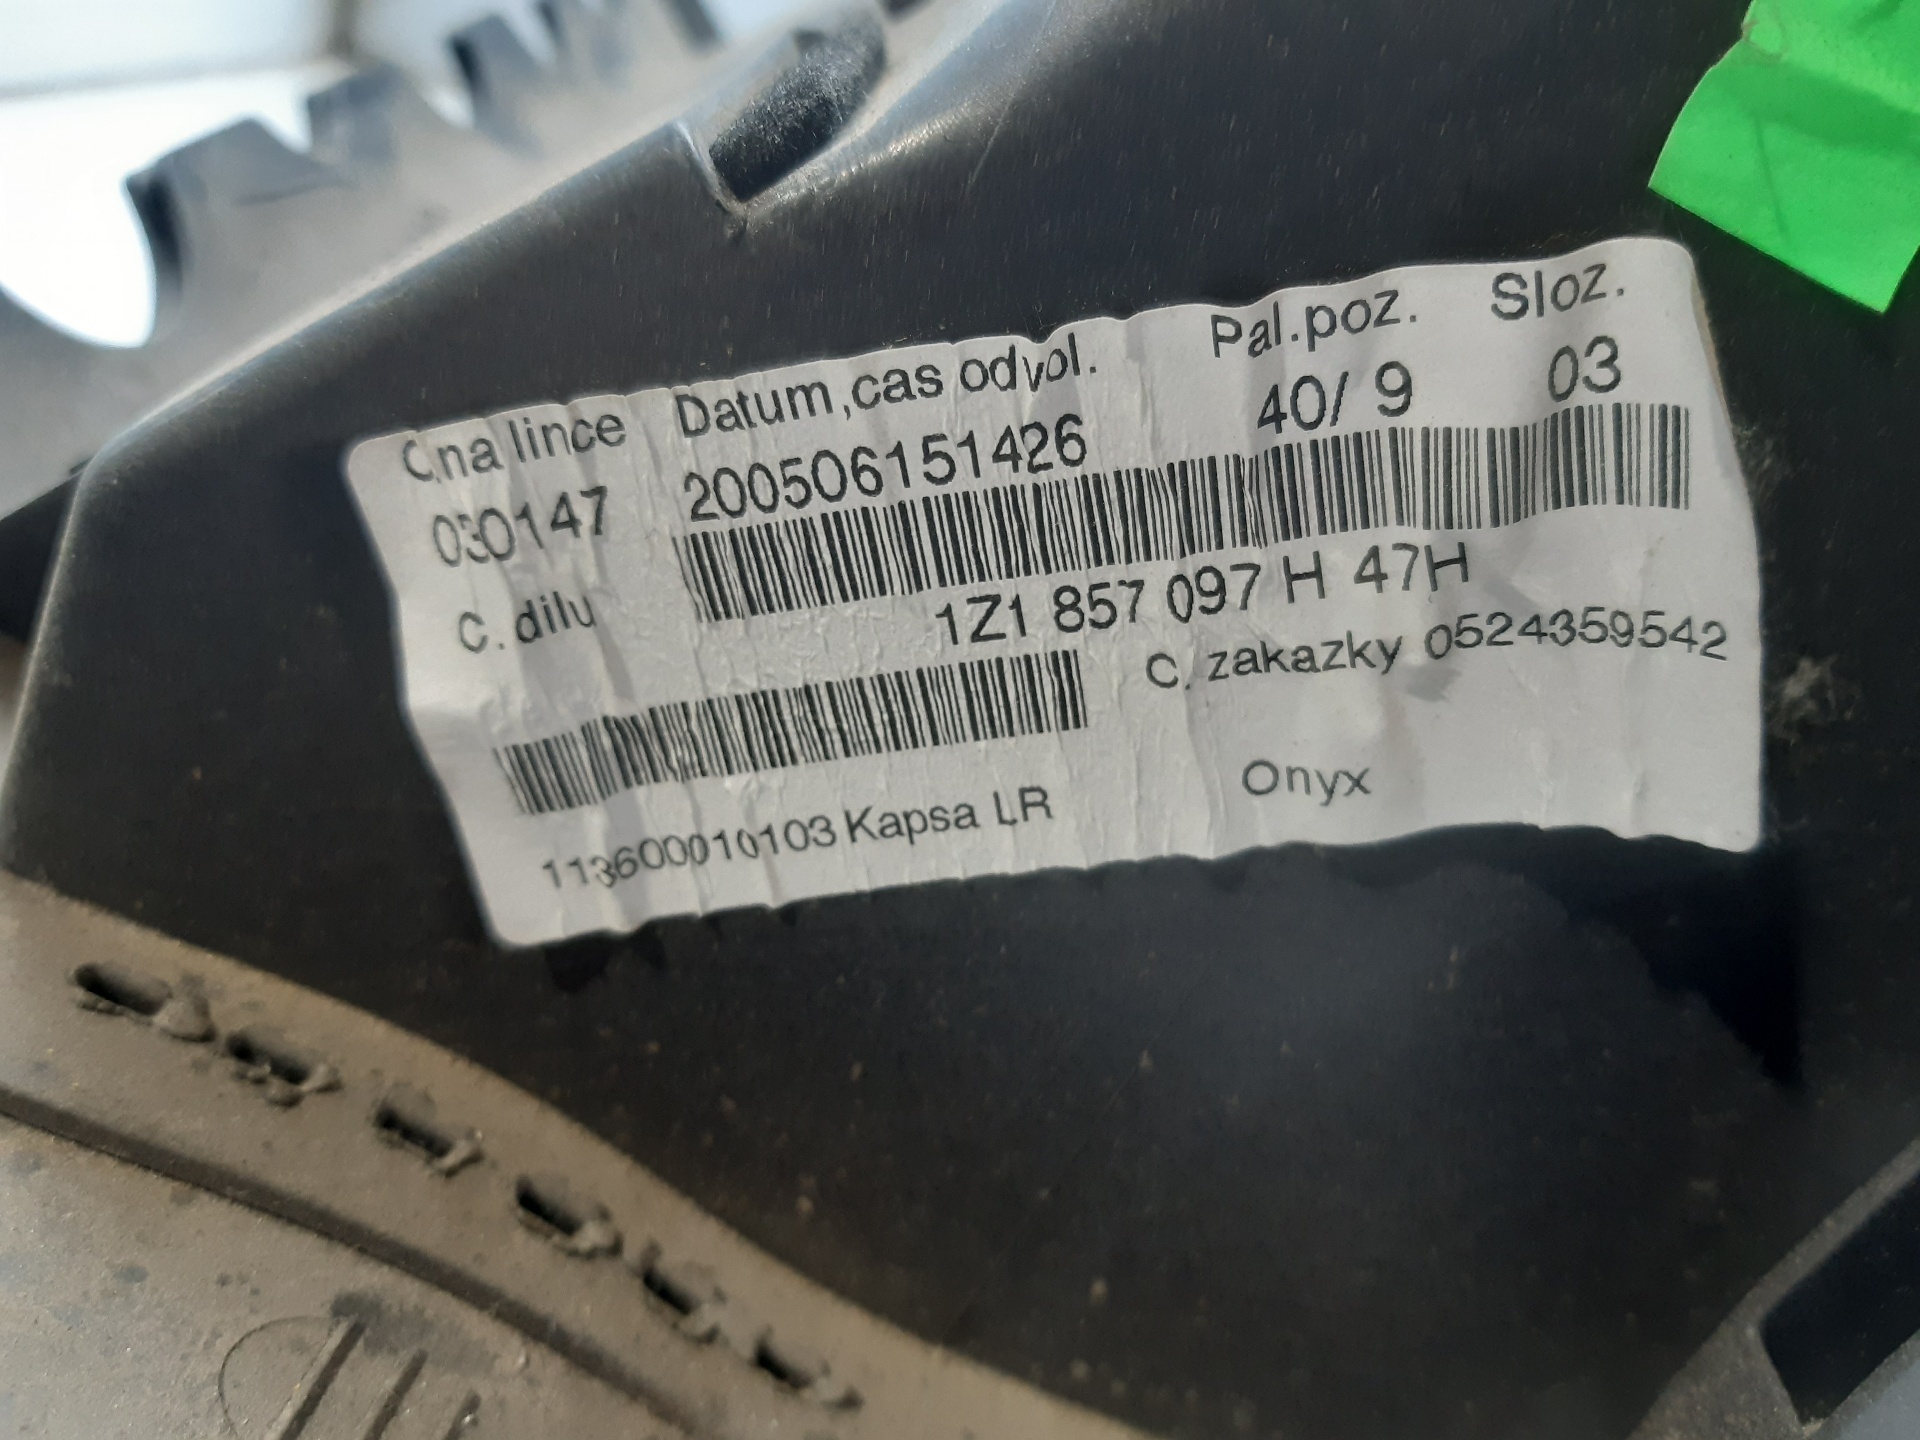 C.na lince Datum,cas odvol. Pal.poz. Sloz.
030147 200506151426 40/ 9 03
C. dilu 1Z1 857 097 H 47H
C. zakazky 0524359542
113600010103 Kapsa LR Onyx